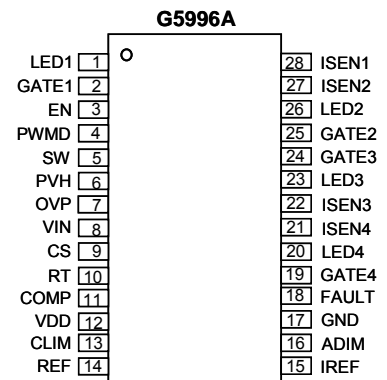 G5996A
LED1 1 28 ISEN1
GATE1 2 27 ISEN2
EN 3 26 LED2
PWMD 4 25 GATE2
SW 5 24 GATE3
PVH 6 23 LED3
OVP 7 22 ISEN3
VIN 8 21 ISEN4
CS 9 20 LED4
RT 10 19 GATE4
COMP 11 18 FAULT
VDD 12 17 GND
CLIM 13 16 ADIM
REF 14 15 IREF